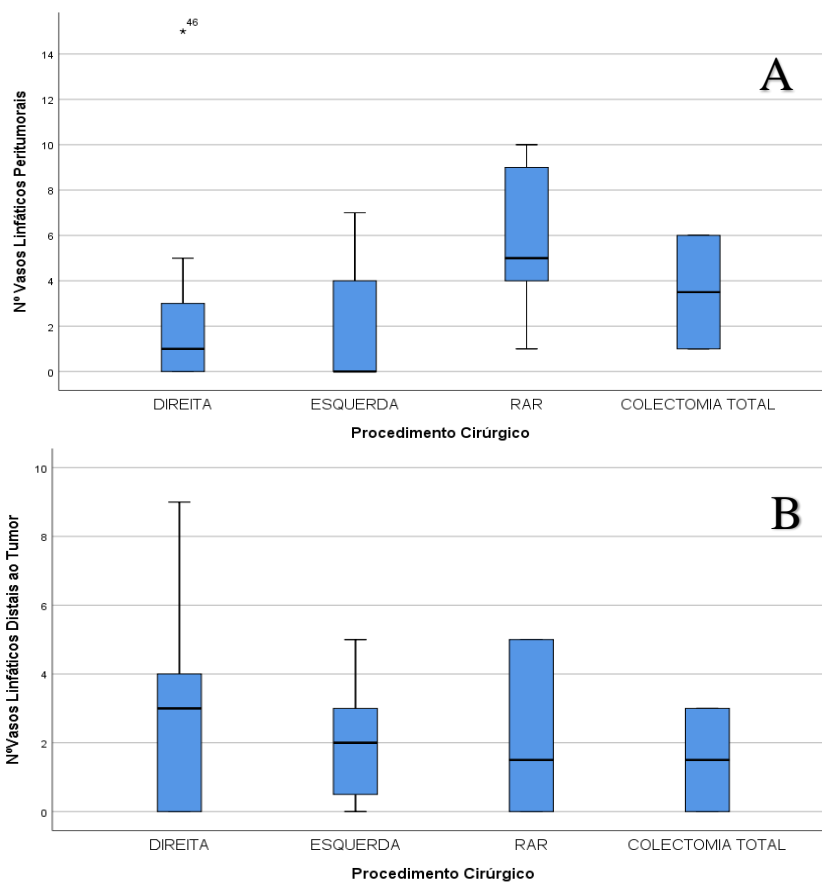 46
*
A
14
12
10
8
6
4
2
0
Nº Vasos Linfáticos Peritumorais
DIREITA ESQUERDA RAR COLECTOMIA TOTAL
Procedimento Cirúrgico
B
10
8
6
4
2
0
NºVasos Linfáticos Distais ao Tumor
DIREITA ESQUERDA RAR COLECTOMIA TOTAL
Procedimento Cirúrgico